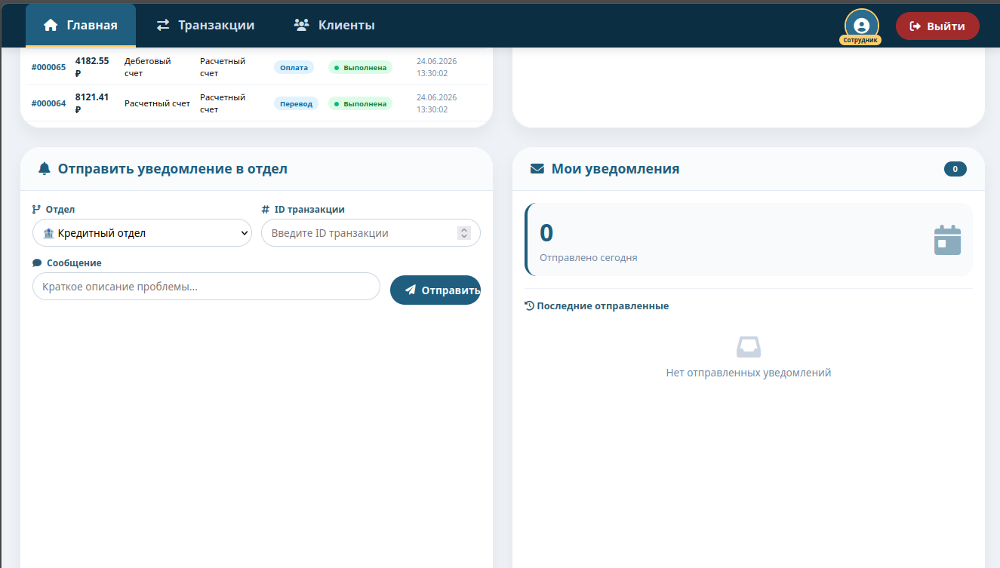 Главная
Транзакции
Клиенты
Сотрудник
Выйти
#000065 4182.55 ₽ Дебетовый счет Расчетный счет Оплата Выполнена 24.06.2026 13:30:02
#000064 8121.41 ₽ Расчетный счет Расчетный счет Перевод Выполнена 24.06.2026 13:30:02
Отправить уведомление в отдел
Отдел
Кредитный отдел
# ID транзакции
Введите ID транзакции
Сообщение
Краткое описание проблемы...
Отправить
Мои уведомления
0
0
Отправлено сегодня
Последние отправленные
Нет отправленных уведомлений